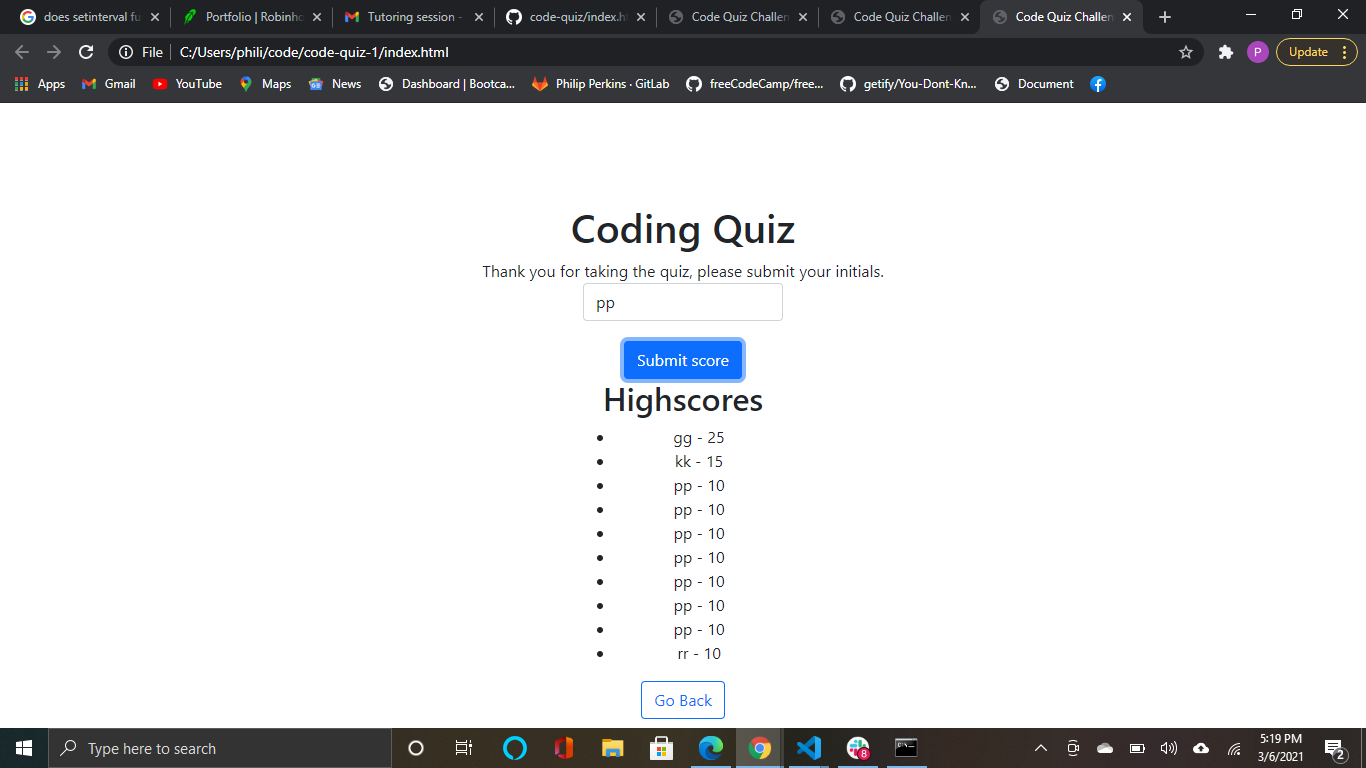 does setinterval fu
Portfolio | Robinho
Tutoring session -
code-quiz/index.h
Code Quiz Challen
Code Quiz Challen
Code Quiz Challen
File
C:/Users/phili/code/code-quiz-1/index.html
P
Update
Apps
Gmail
YouTube
Maps
News
Dashboard | Bootca...
Philip Perkins · GitLab
freeCodeCamp/free...
getify/You-Dont-Kn...
Document
Coding Quiz
Thank you for taking the quiz, please submit your initials.
pp
Submit score
Highscores
gg - 25
kk - 15
pp - 10
pp - 10
pp - 10
pp - 10
pp - 10
pp - 10
pp - 10
rr - 10
Go Back
Type here to search
8
5:19 PM
3/6/2021
2